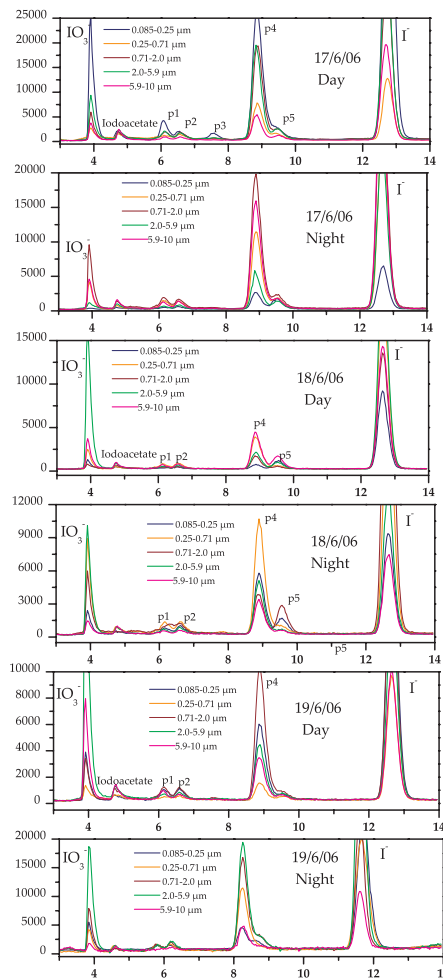 25000
IO3- 0.085-0.25 µm p4 I-
20000 0.25-0.71 µm 17/6/06
0.71-2.0 µm Day
15000 2.0-5.9 µm
5.9-10 µm
10000
Iodoacetate p1
5000 p2 p3 p5
0
4 6 8 10 12 14
20000
0.085-0.25 µm I-
0.25-0.71 µm 17/6/06
15000 0.71-2.0 µm Night
2.0-5.9 µm
IO3- 5.9-10 µm
10000
5000
0
4 6 8 10 12 14
15000
IO3- 0.085-0.25 µm 18/6/06 I-
0.25-0.71 µm Day
10000 0.71-2.0 µm
2.0-5.9 µm
5.9-10 µm
5000 p4
Iodoacetate p1 p2 p5
0
4 6 8 10 12 14
12000
IO3- p4 I-
0.085-0.25 µm 18/6/06
9000 0.25-0.71 µm Night
0.71-2.0 µm
6000 2.0-5.9 µm
5.9-10 µm
p5
3000 p1 p2
0
4 6 8 10 12 14
p5
10000
IO3- p4 I-
0.085-0.25 µm 19/6/06
8000 0.25-0.71 µm Day
0.71-2.0 µm
6000 2.0-5.9 µm
5.9-10 µm
4000
2000 Iodoacetate p1 p2
0
4 6 8 10 12 14
20000
IO3- 0.085-0.25 µm 19/6/06 I-
0.25-0.71 µm Night
15000 0.71-2.0 µm
2.0-5.9 µm
10000 5.9-10 µm
5000
0
4 6 8 10 12 14